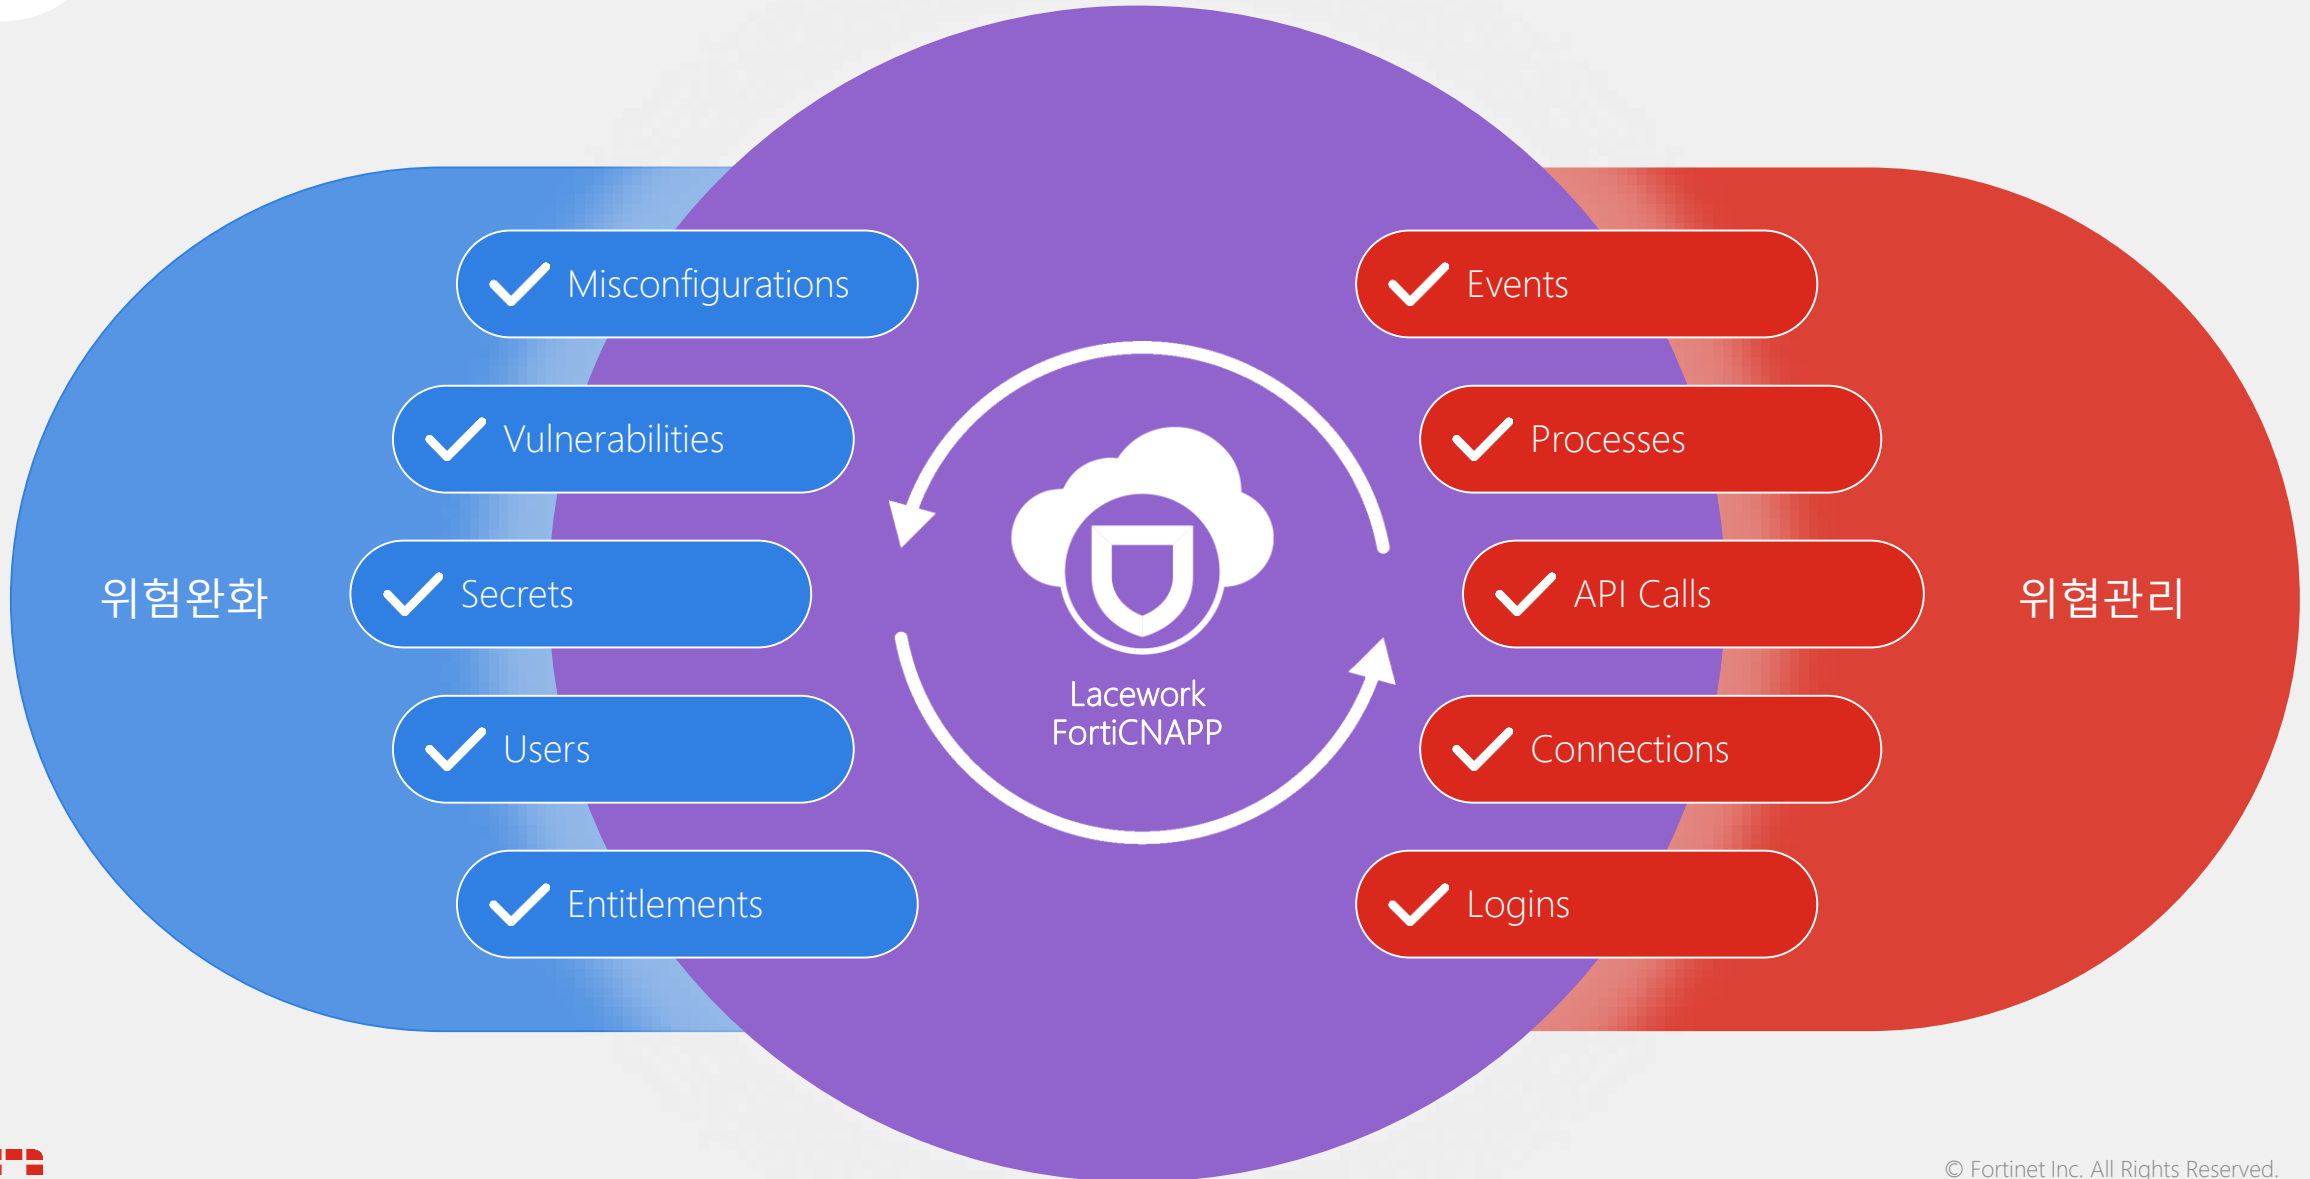 위험완화
Misconfigurations
Vulnerabilities
Secrets
Users
Entitlements
Lacework
FortiCNAPP
Events
Processes
API Calls
Connections
Logins
위협관리
© Fortinet Inc. All Rights Reserved.